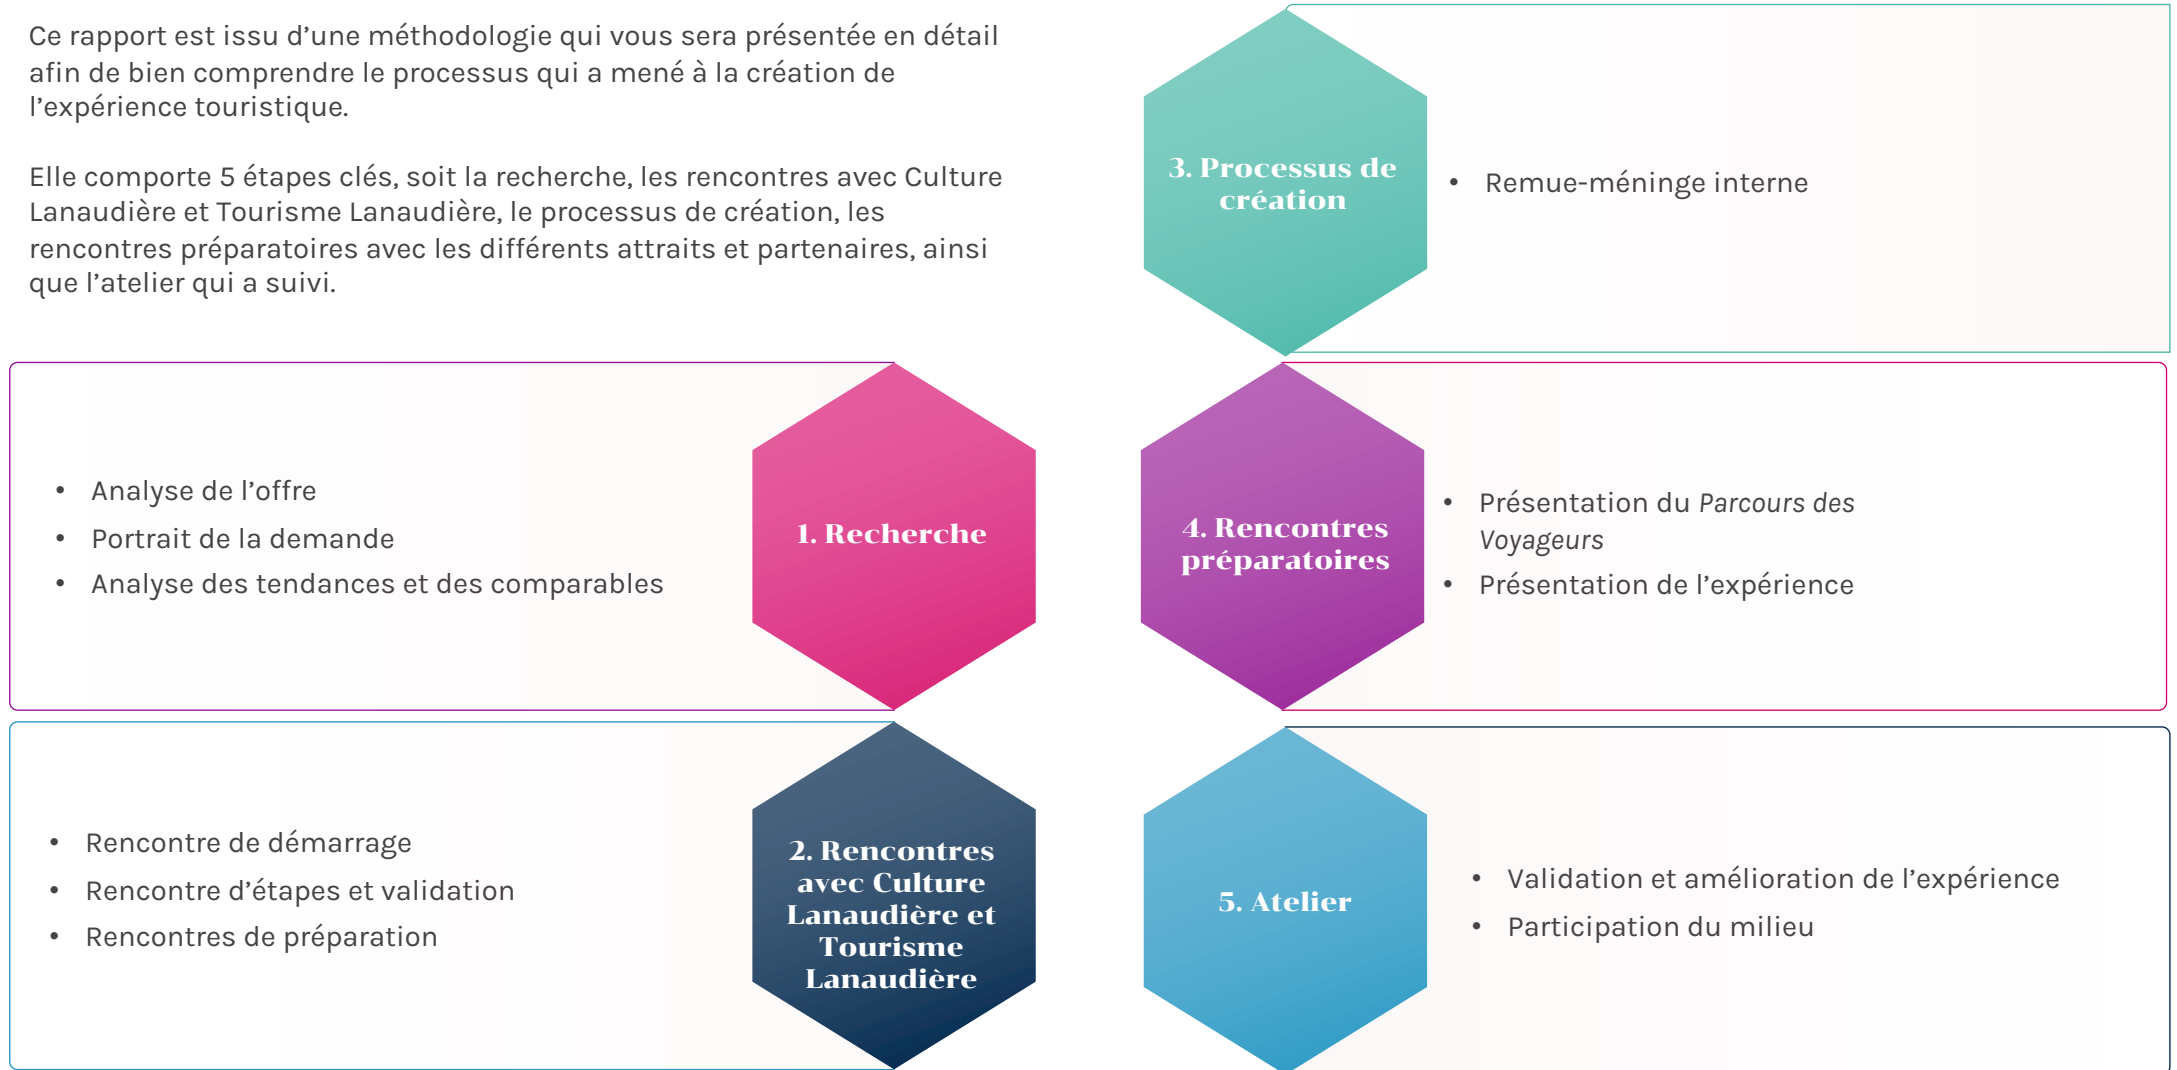 Ce rapport est issu d’une méthodologie qui vous sera présentée en détail
afin de bien comprendre le processus qui a mené à la création de
l’expérience touristique.
Elle comporte 5 étapes clés, soit la recherche, les rencontres avec Culture
Lanaudière et Tourisme Lanaudière, le processus de création, les
rencontres préparatoires avec les différents attraits et partenaires, ainsi
que l’atelier qui a suivi.
• Analyse de l’offre
• Portrait de la demande
• Analyse des tendances et des comparables
1. Recherche
• Rencontre de démarrage
• Rencontre d’étapes et validation
• Rencontres de préparation
2. Rencontres
avec Culture
Lanaudière et
Tourisme
Lanaudière
3. Processus de
création
• Remue-méninge interne
4. Rencontres
préparatoires
• Présentation du Parcours des
Voyageurs
• Présentation de l’expérience
5. Atelier
• Validation et amélioration de l’expérience
• Participation du milieu